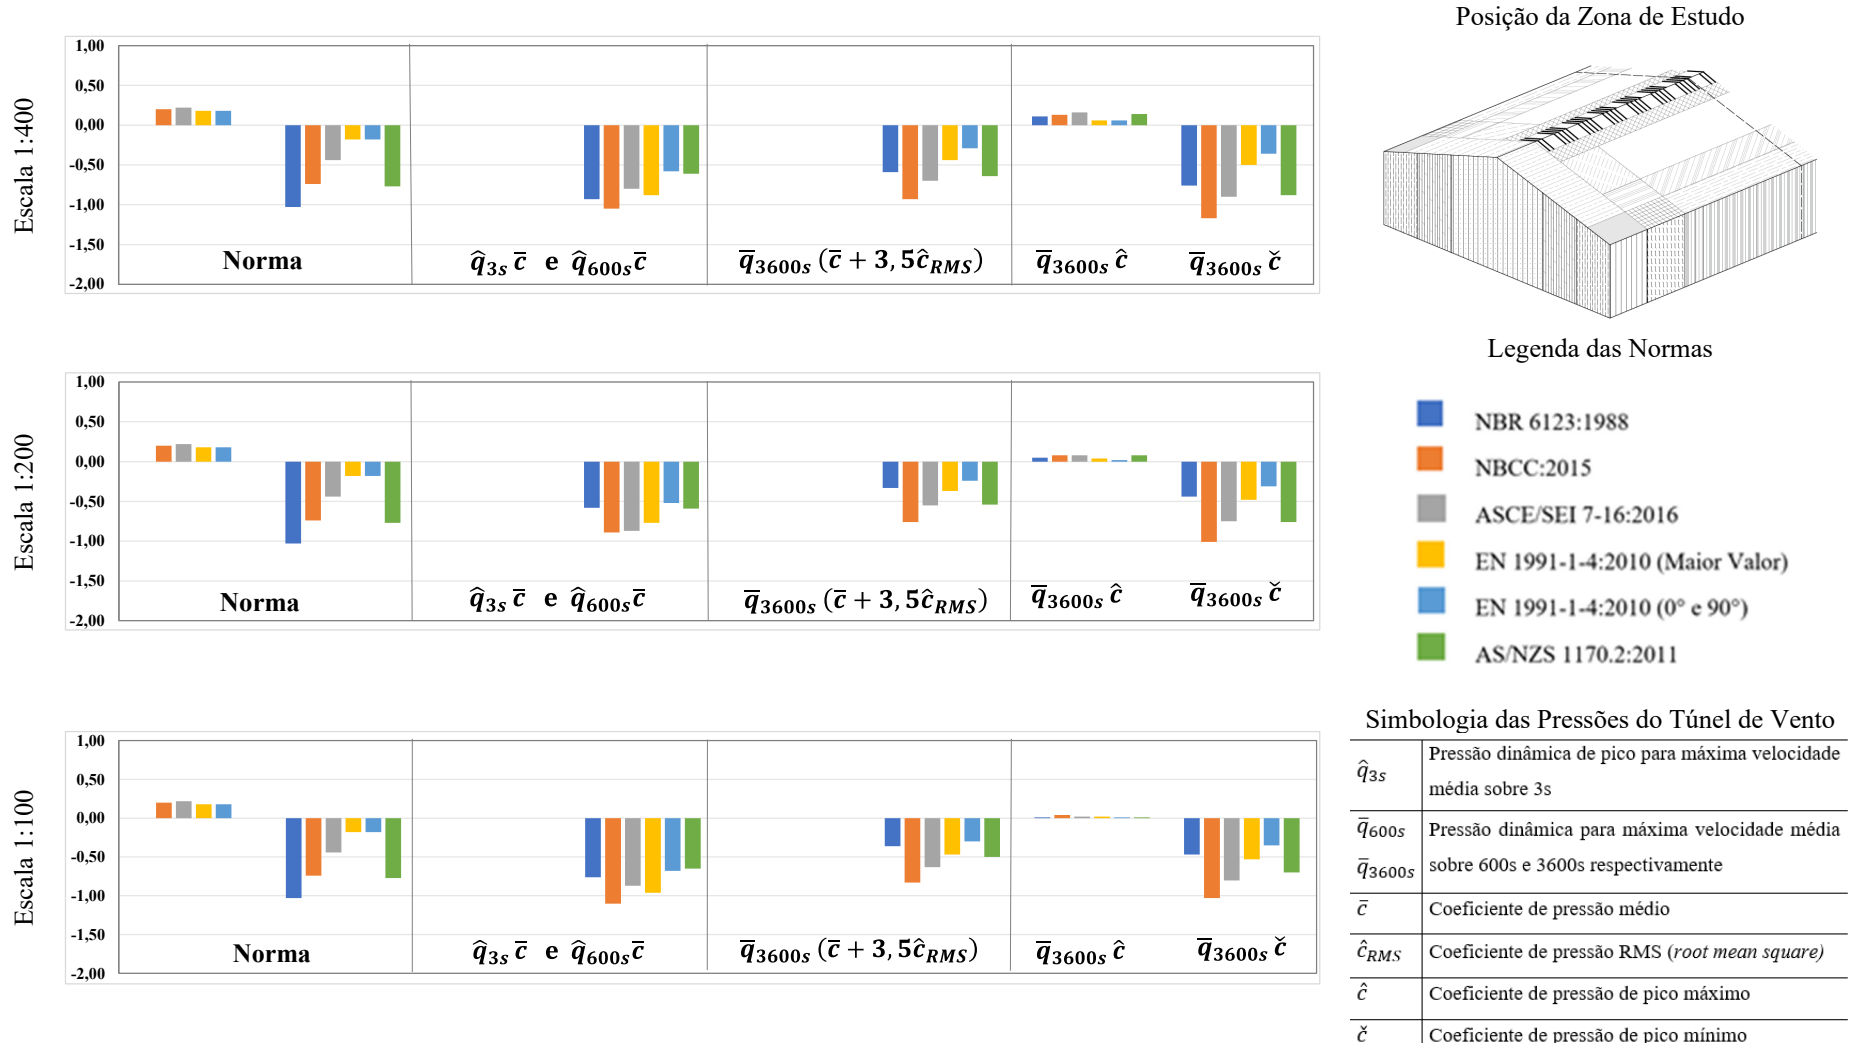 Escala 1:400
1,00
0,50
0,00
-0,50
-1,00
-1,50
-2,00
Norma
q̂3s c̄ e q̂600s c̄
q̄3600s (c̄ + 3,5ĉRMS)
q̄3600s ĉ
q̄3600s č
Escala 1:200
1,00
0,50
0,00
-0,50
-1,00
-1,50
-2,00
Norma
q̂3s c̄ e q̂600s c̄
q̄3600s (c̄ + 3,5ĉRMS)
q̄3600s ĉ
q̄3600s č
Escala 1:100
1,00
0,50
0,00
-0,50
-1,00
-1,50
-2,00
Norma
q̂3s c̄ e q̂600s c̄
q̄3600s (c̄ + 3,5ĉRMS)
q̄3600s ĉ
q̄3600s č
Posição da Zona de Estudo
Legenda das Normas
NBR 6123:1988
NBCC:2015
ASCE/SEI 7-16:2016
EN 1991-1-4:2010 (Maior Valor)
EN 1991-1-4:2010 (0° e 90°)
AS/NZS 1170.2:2011
Simbologia das Pressões do Túnel de Vento
q̂3s
Pressão dinâmica de pico para máxima velocidade
média sobre 3s
q̄600s
Pressão dinâmica para máxima velocidade média
q̄3600s
sobre 600s e 3600s respectivamente
c̄ Coeficiente de pressão médio
ĉRMS Coeficiente de pressão RMS (root mean square)
ĉ Coeficiente de pressão de pico máximo
č Coeficiente de pressão de pico mínimo